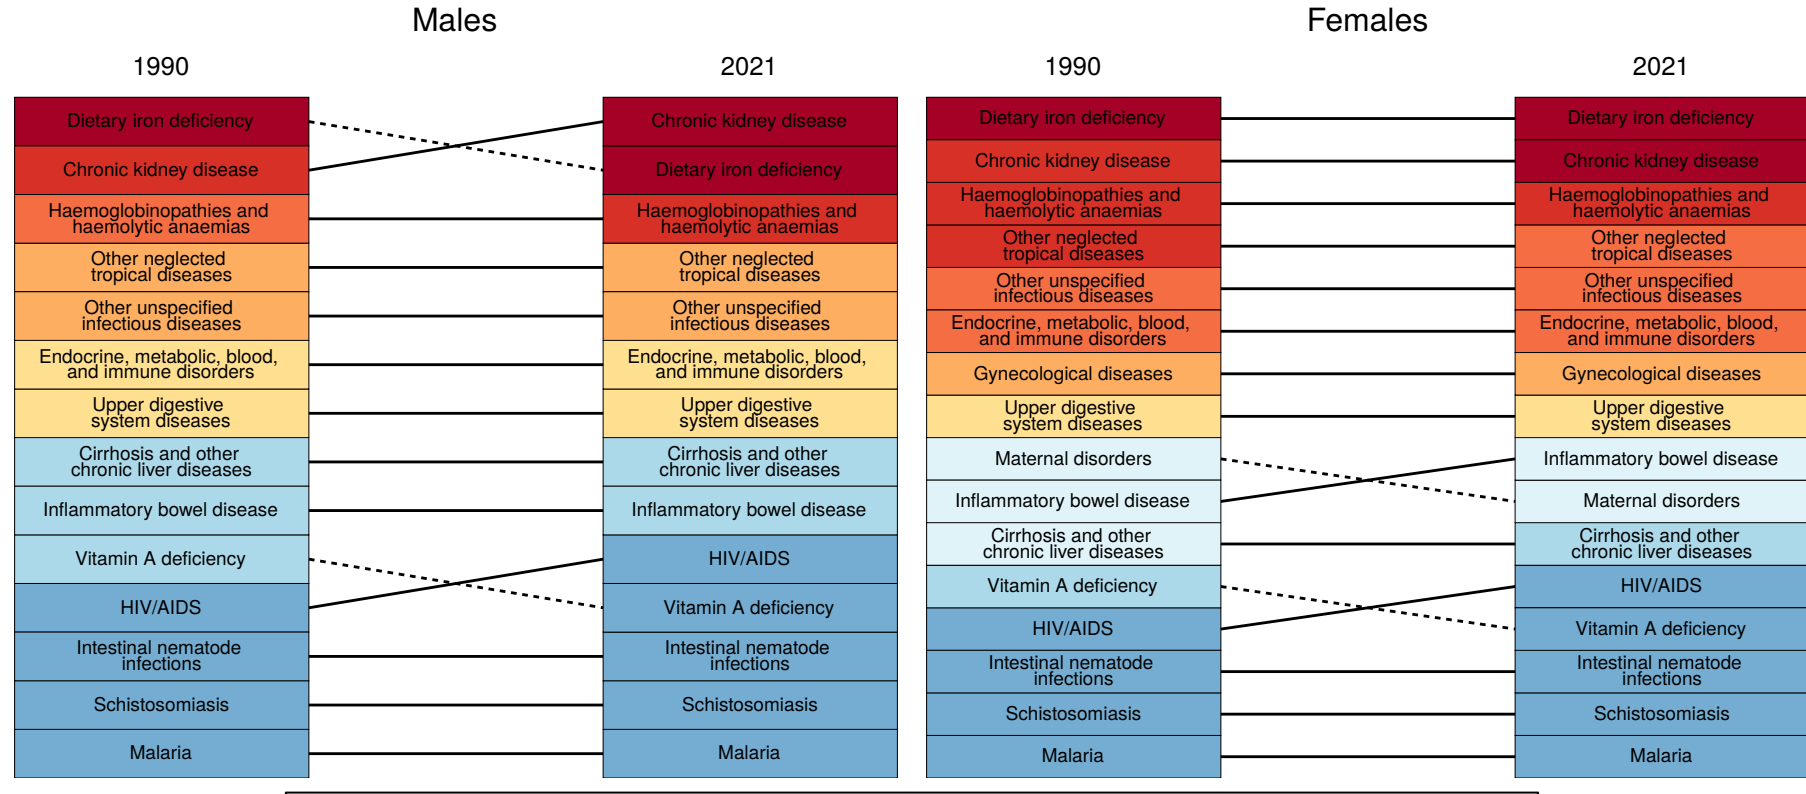 Males
Females
1990
2021
1990
2021
Dietary iron deficiency
Chronic kidney disease
Haemoglobinopathies and
haemolytic anaemias
Other neglected
tropical diseases
Other unspecified
infectious diseases
Endocrine, metabolic, blood,
and immune disorders
Upper digestive
system diseases
Cirrhosis and other
chronic liver diseases
Inflammatory bowel disease
Vitamin A deficiency
HIV/AIDS
Intestinal nematode
infections
Schistosomiasis
Malaria
Chronic kidney disease
Dietary iron deficiency
Haemoglobinopathies and
haemolytic anaemias
Other neglected
tropical diseases
Other unspecified
infectious diseases
Endocrine, metabolic, blood,
and immune disorders
Upper digestive
system diseases
Cirrhosis and other
chronic liver diseases
Inflammatory bowel disease
HIV/AIDS
Vitamin A deficiency
Intestinal nematode
infections
Schistosomiasis
Malaria
Dietary iron deficiency
Chronic kidney disease
Haemoglobinopathies and
haemolytic anaemias
Other neglected
tropical diseases
Other unspecified
infectious diseases
Endocrine, metabolic, blood,
and immune disorders
Gynecological diseases
Upper digestive
system diseases
Maternal disorders
Inflammatory bowel disease
Cirrhosis and other
chronic liver diseases
Vitamin A deficiency
HIV/AIDS
Intestinal nematode
infections
Schistosomiasis
Malaria
Dietary iron deficiency
Chronic kidney disease
Haemoglobinopathies and
haemolytic anaemias
Other neglected
tropical diseases
Other unspecified
infectious diseases
Endocrine, metabolic, blood,
and immune disorders
Gynecological diseases
Upper digestive
system diseases
Inflammatory bowel disease
Maternal disorders
Cirrhosis and other
chronic liver diseases
HIV/AIDS
Vitamin A deficiency
Intestinal nematode
infections
Schistosomiasis
Malaria